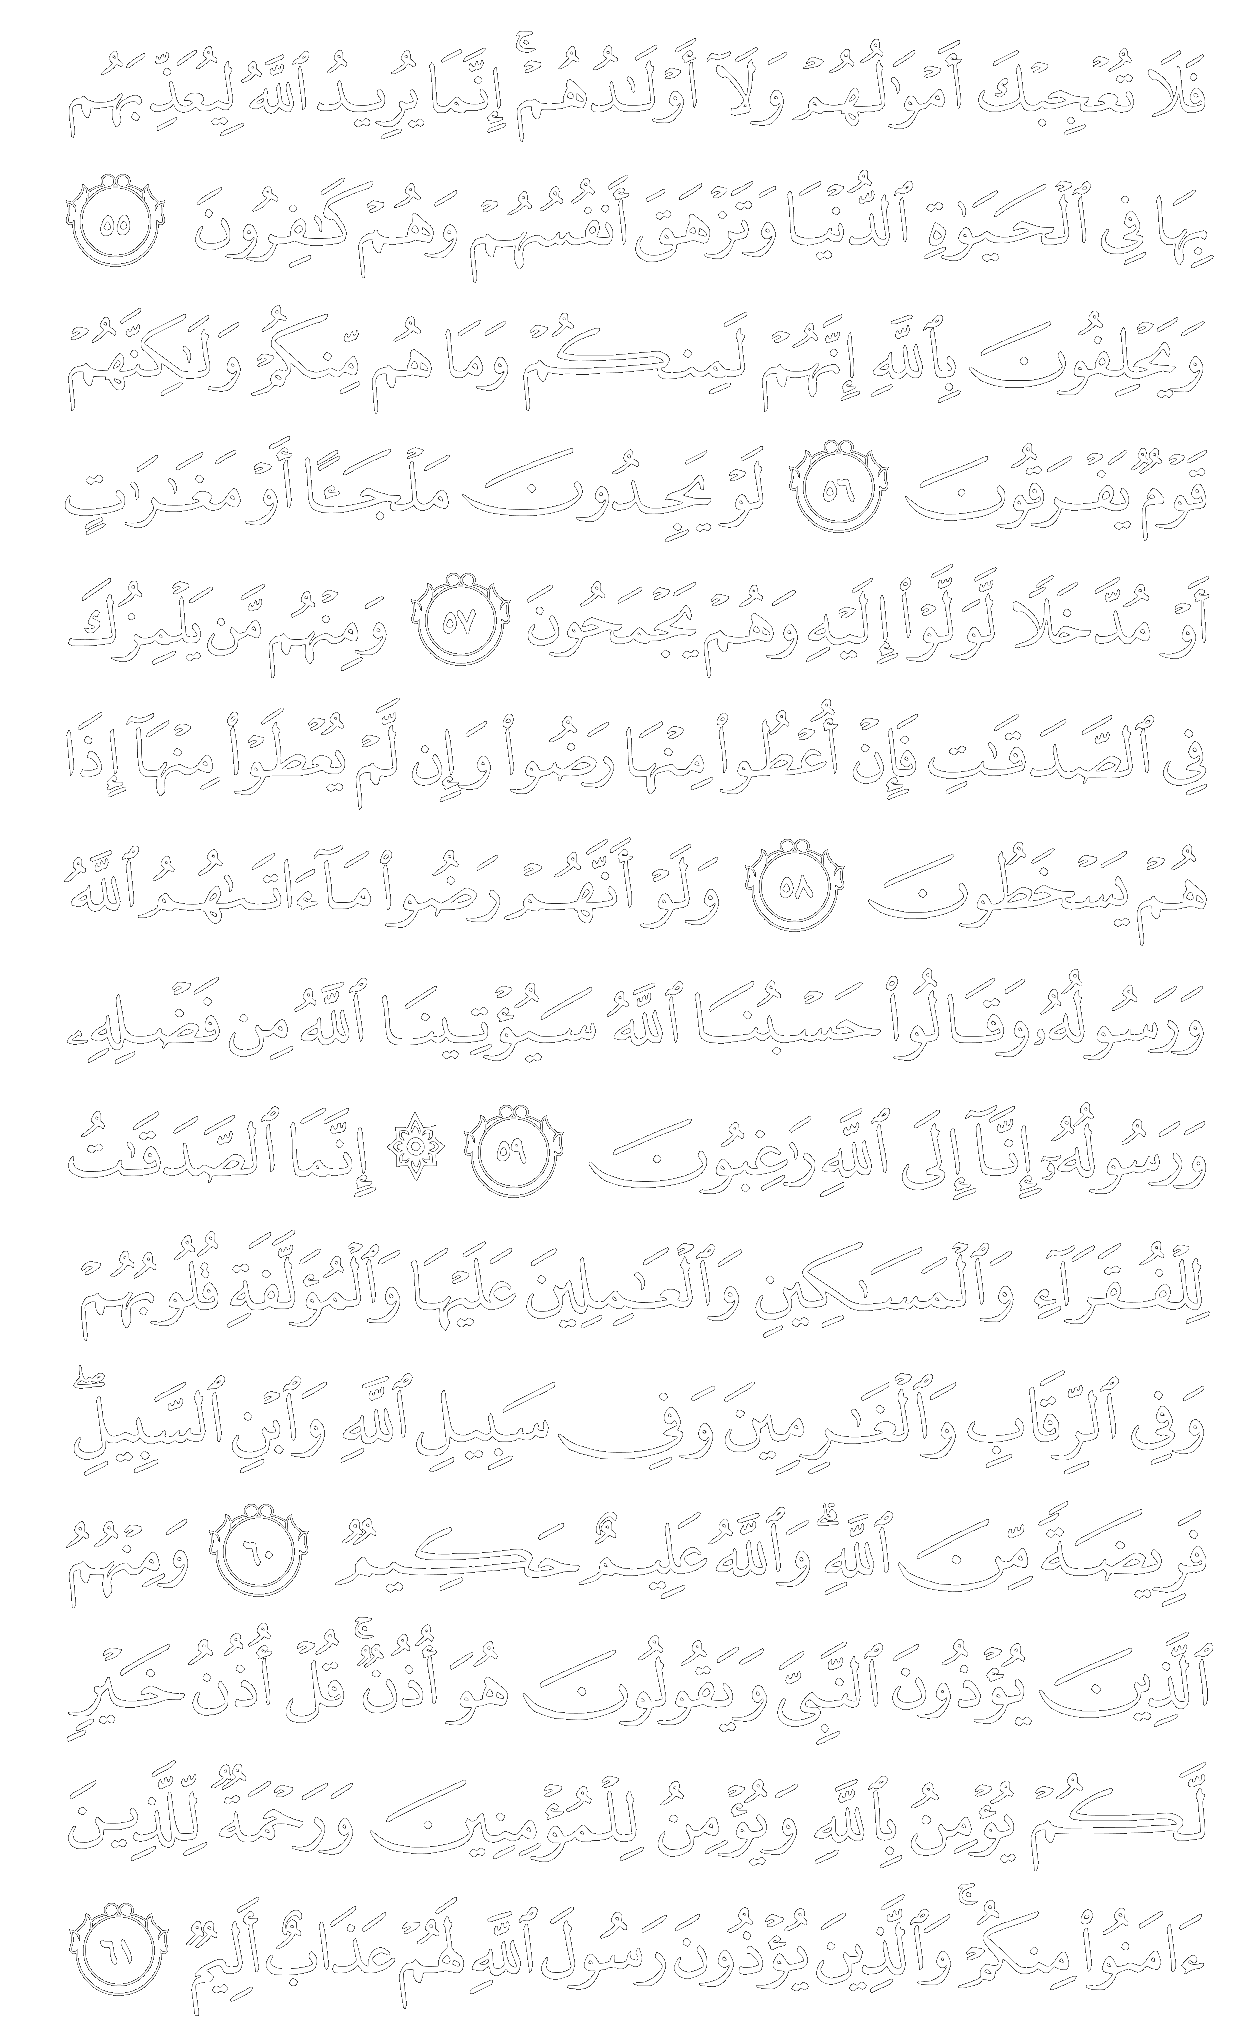 فَلَا تُعْجِبْكَ أَمْوَٰلُهُمْ وَلَآ أَوْلَٰدُهُمْ ۚ إِنَّمَا يُرِيدُ ٱللَّهُ لِيُعَذِّبَهُم
بِهَا فِى ٱلْحَيَوٰةِ ٱلدُّنْيَا وَتَزْهَقَ أَنفُسُهُمْ وَهُمْ كَٰفِرُونَ ٥٥
وَيَحْلِفُونَ بِٱللَّهِ إِنَّهُمْ لَمِنكُمْ وَمَا هُم مِّنكُمْ وَلَٰكِنَّهُمْ
قَوْمٌ يَفْرَقُونَ ٥٦ لَوْ يَجِدُونَ مَلْجَـًٔا أَوْ مَغَٰرَٰتٍ
أَوْ مُدَّخَلًا لَّوَلَّوْا۟ إِلَيْهِ وَهُمْ يَجْمَحُونَ ٥٧ وَمِنْهُم مَّن يَلْمِزُكَ
فِى ٱلصَّدَقَٰتِ فَإِنْ أُعْطُوا۟ مِنْهَا رَضُوا۟ وَإِن لَّمْ يُعْطَوْا۟ مِنْهَآ إِذَا
هُمْ يَسْخَطُونَ ٥٨ وَلَوْ أَنَّهُمْ رَضُوا۟ مَآ ءَاتَىٰهُمُ ٱللَّهُ
وَرَسُولُهُۥ وَقَالُوا۟ حَسْبُنَا ٱللَّهُ سَيُؤْتِينَا ٱللَّهُ مِن فَضْلِهِۦ
وَرَسُولُهُۥٓ إِنَّآ إِلَى ٱللَّهِ رَٰغِبُونَ ٥٩ ۞ إِنَّمَا ٱلصَّدَقَٰتُ
لِلْفُقَرَآءِ وَٱلْمَسَٰكِينِ وَٱلْعَٰمِلِينَ عَلَيْهَا وَٱلْمُؤَلَّفَةِ قُلُوبُهُمْ
وَفِى ٱلرِّقَابِ وَٱلْغَٰرِمِينَ وَفِى سَبِيلِ ٱللَّهِ وَٱبْنِ ٱلسَّبِيلِ ۖ
فَرِيضَةً مِّنَ ٱللَّهِ ۗ وَٱللَّهُ عَلِيمٌ حَكِيمٌ ٦٠ وَمِنْهُمُ
ٱلَّذِينَ يُؤْذُونَ ٱلنَّبِىَّ وَيَقُولُونَ هُوَ أُذُنٌ ۚ قُلْ أُذُنُ خَيْرٍ
لَّكُمْ يُؤْمِنُ بِٱللَّهِ وَيُؤْمِنُ لِلْمُؤْمِنِينَ وَرَحْمَةٌ لِّلَّذِينَ
ءَامَنُوا۟ مِنكُمْ ۚ وَٱلَّذِينَ يُؤْذُونَ رَسُولَ ٱللَّهِ لَهُمْ عَذَابٌ أَلِيمٌ ٦١